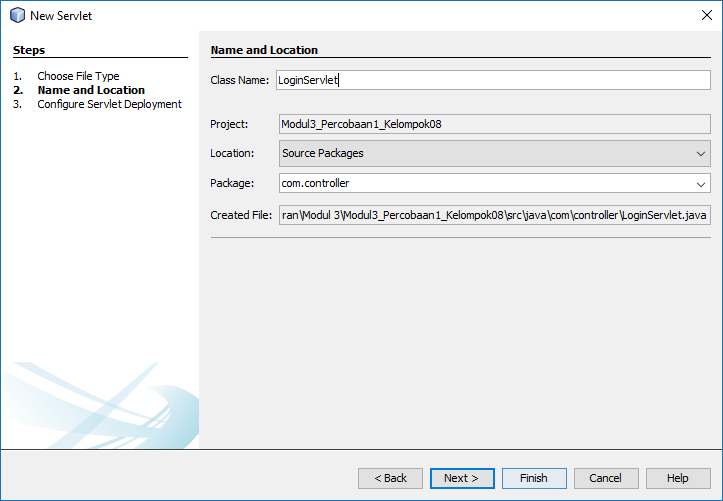 New Servlet
Steps
1. Choose File Type
2. Name and Location
3. Configure Servlet Deployment
Name and Location
Class Name: LoginServlet
Project: Modul3_Percobaan1_Kelompok08
Location: Source Packages
Package: com.controller
Created File: ran\Modul 3\Modul3_Percobaan1_Kelompok08\src\java\com\controller\LoginServlet.java
< Back Next > Finish Cancel Help